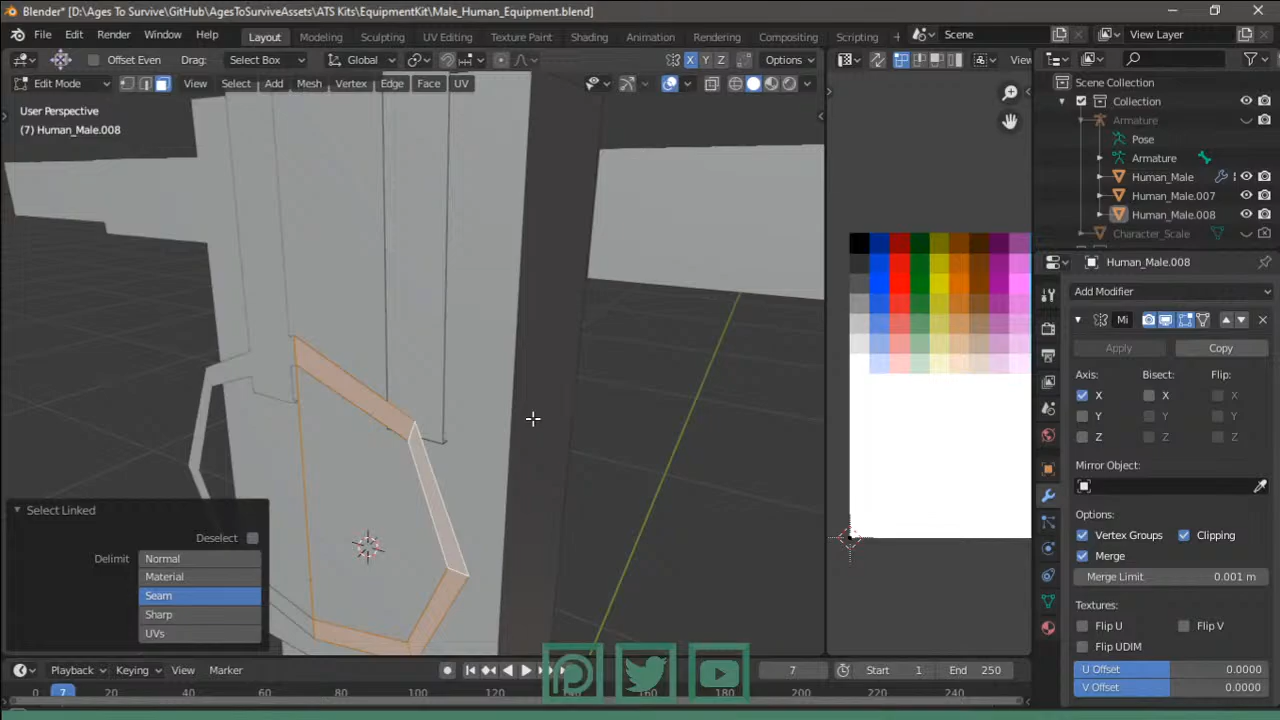 Blender* [D:\Ages To Survive\GitHub\AgesToSurviveAssets\ATS Kits\EquipmentKit\Male_Human_Equipment.blend]
File Edit Render Window Help Layout Modeling Sculpting UV Editing Texture Paint Shading Animation Rendering Compositing Scripting Scene View Layer
Offset Even Drag: Select Box Global X Y Z Options
Edit Mode View Select Add Mesh Vertex Edge Face UV
User Perspective
(7) Human_Male.008
Scene Collection
Collection
Armature
Pose
Armature
Human_Male
Human_Male.007
Human_Male.008
Character_Scale
Human_Male.008
Add Modifier
Mi
Apply Copy
Axis: Bisect: Flip:
X X X
Y Y Y
Z Z Z
Mirror Object:
Options:
Vertex Groups Clipping
Merge
Merge Limit 0.001 m
Textures:
Flip U Flip V
Flip UDIM
U Offset 0.0000
V Offset 0.0000
Select Linked
Deselect
Delimit Normal
Material
Seam
Sharp
UVs
Playback Keying View Marker 7 Start 1 End 250
0 7 20 40 60 80 100 120 140 160 180 200 220 240